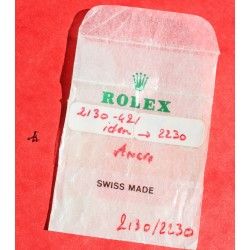 ROLEX
2130-421
iden → 2230
Ancre
SWISS MADE
2130/2230